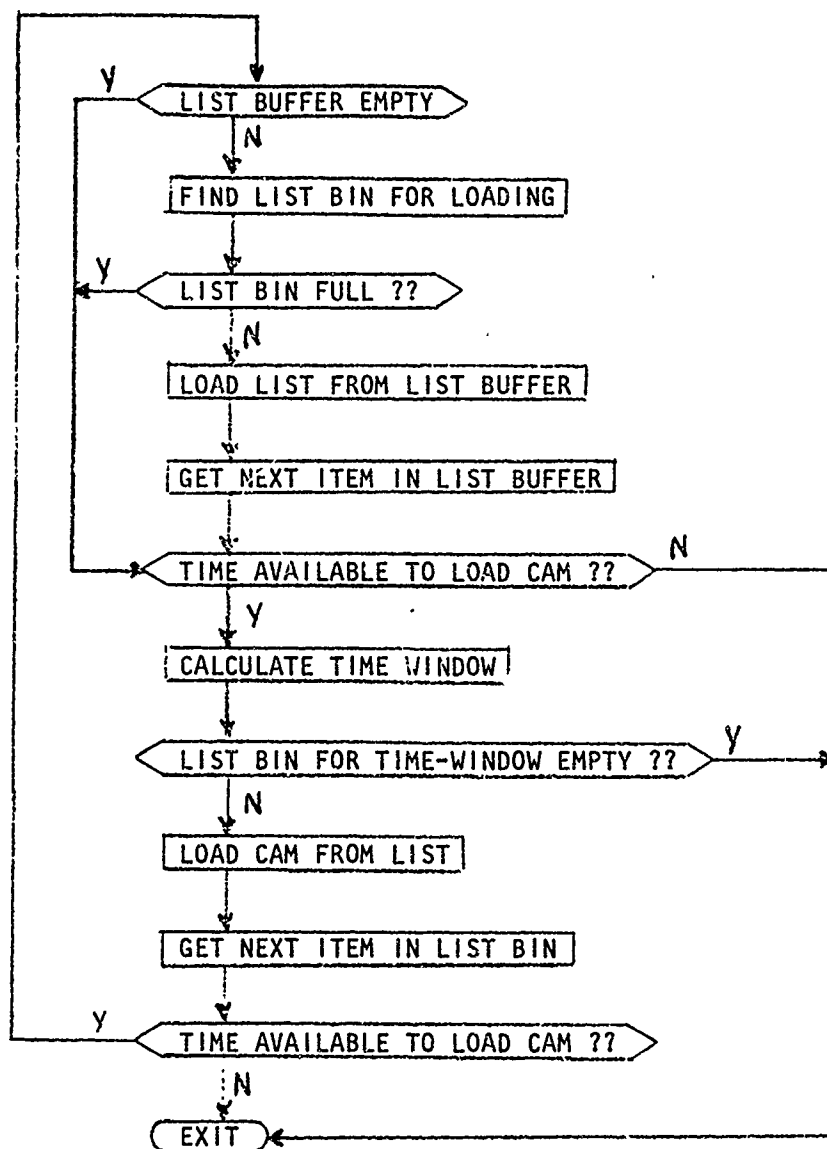 Y
LIST BUFFER EMPTY
N
FIND LIST BIN FOR LOADING
Y
LIST BIN FULL ??
N
LOAD LIST FROM LIST BUFFER
GET NEXT ITEM IN LIST BUFFER
TIME AVAILABLE TO LOAD CAM ??
N
Y
CALCULATE TIME WINDOW
LIST BIN FOR TIME-WINDOW EMPTY ??
Y
N
LOAD CAM FROM LIST
GET NEXT ITEM IN LIST BIN
Y
TIME AVAILABLE TO LOAD CAM ??
N
EXIT